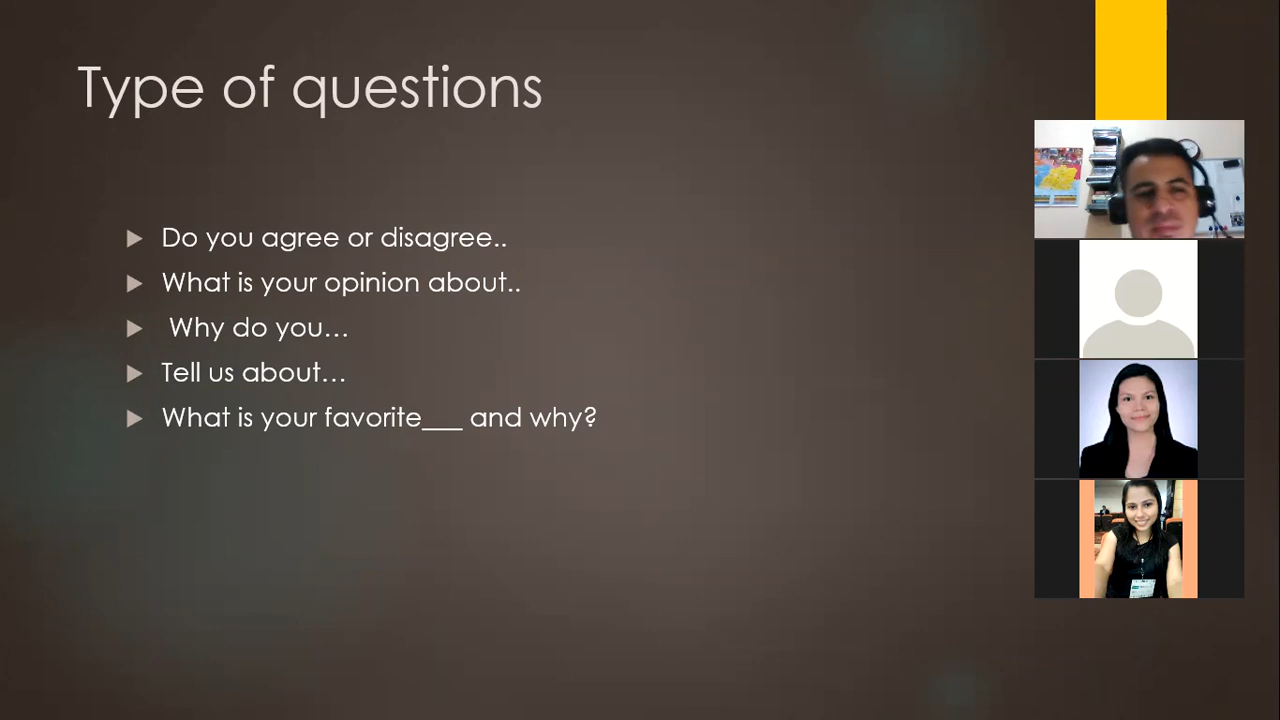 Type of questions
Do you agree or disagree..
What is your opinion about..
Why do you…
Tell us about…
What is your favorite___ and why?